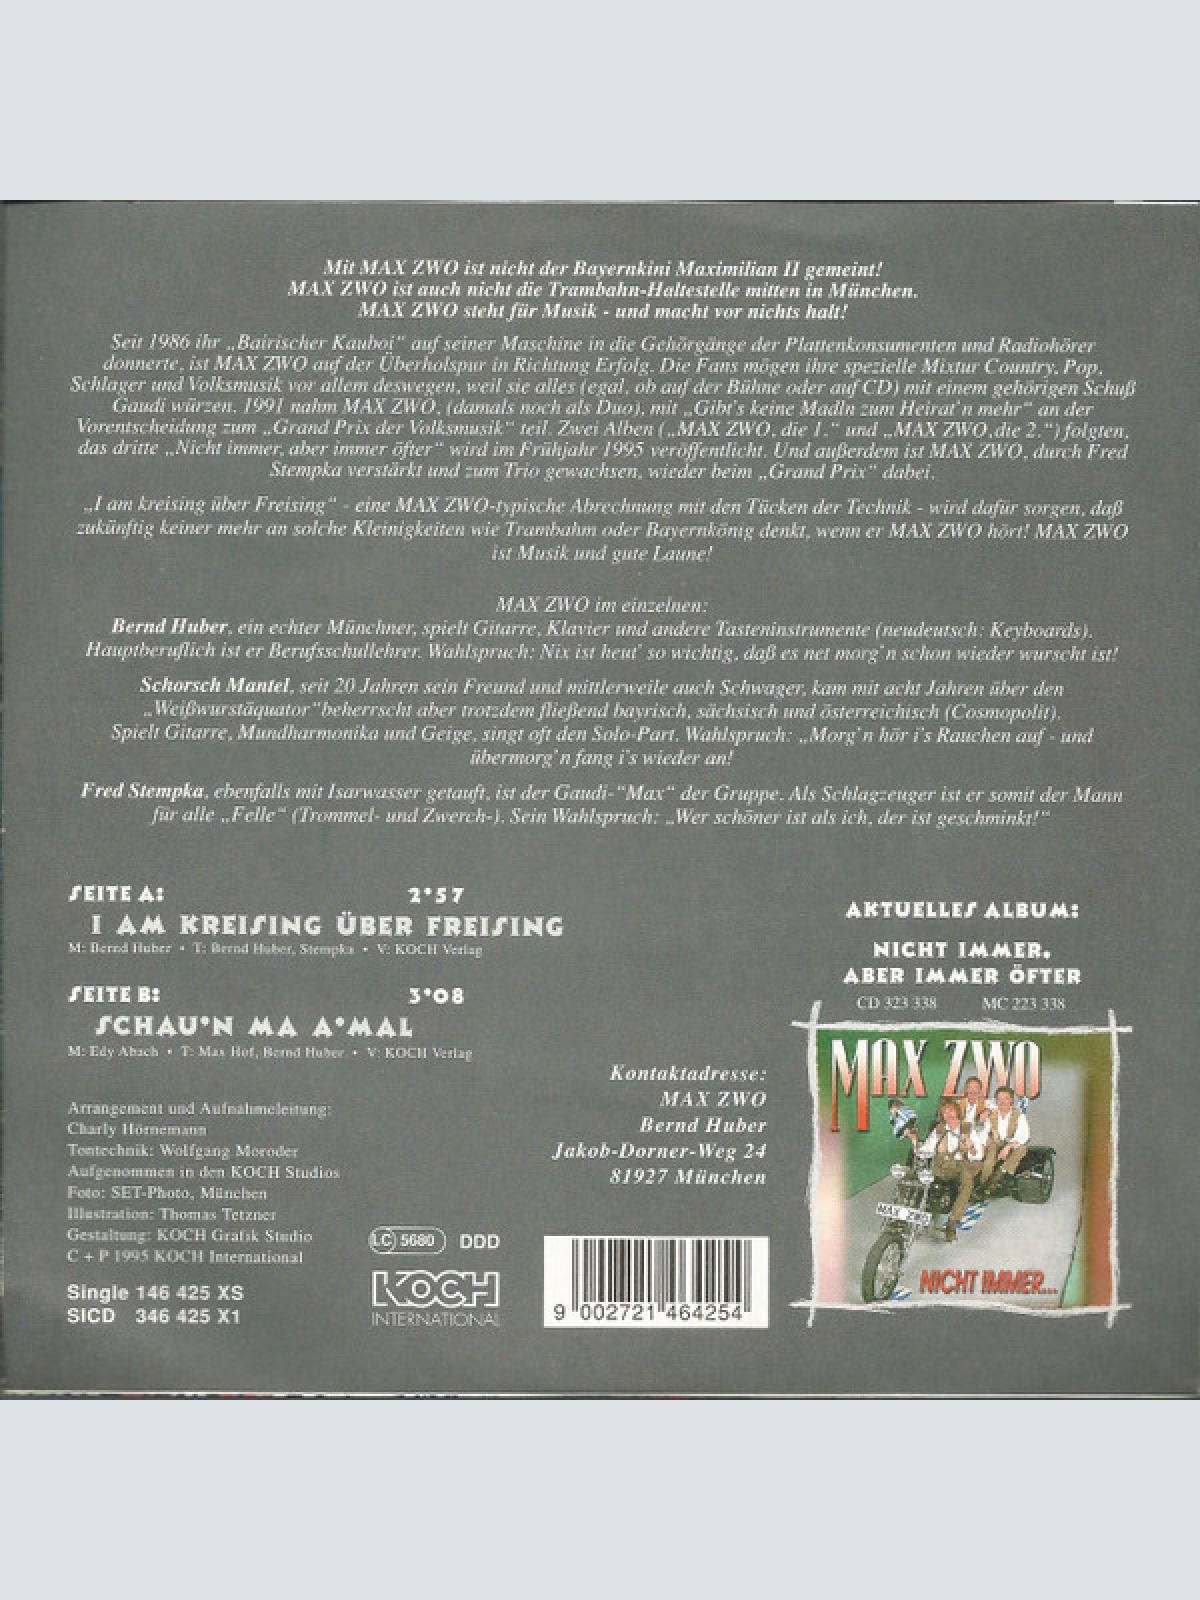 Mit MAX ZWO ist nicht der Bayernkini Maximilian II gemeint!
MAX ZWO ist auch nicht die Trambahn-Haltestelle mitten in München.
MAX ZWO steht für Musik - und macht vor nichts halt!
Seit 1986 ihr „Bairischer Kauboi“ auf seiner Maschine in die Gehörgänge der Plattenkonsumenten und Radiohörer
donnerte, ist MAX ZWO auf der Überholspur in Richtung Erfolg. Die Fans mögen ihre spezielle Mixtur Country, Pop,
Schlager und Volksmusik vor allem deswegen, weil sie alles (egal, ob auf der Bühne oder auf CD) mit einem gehörigen Schuß
Gaudi würzen. 1991 nahm MAX ZWO, (damals noch als Duo), mit „Gibt's keine Madln zum Heirat'n mehr“ an der
Vorentscheidung zum „Grand Prix der Volksmusik“ teil. Zwei Alben („MAX ZWO, die 1.“ und „MAX ZWO,die 2.“) folgten,
das dritte „Nicht immer, aber immer öfter“ wird im Frühjahr 1995 veröffentlicht. Und außerdem ist MAX ZWO, durch Fred
Stempka verstärkt und zum Trio gewachsen, wieder beim „Grand Prix“ dabei.
„I am kreising über Freising“ - eine MAX ZWO-typische Abrechnung mit den Tücken der Technik - wird dafür sorgen, daß
zukünftig keiner mehr an solche Kleinigkeiten wie Trambahm oder Bayernkönig denkt, wenn er MAX ZWO hört! MAX ZWO
ist Musik und gute Laune!
MAX ZWO im einzelnen:
Bernd Huber, ein echter Münchner, spielt Gitarre, Klavier und andere Tasteninstrumente (neudeutsch: Keyboards).
Hauptberuflich ist er Berufsschullehrer. Wahlspruch: Nix ist heut' so wichtig, daß es net morg'n schon wieder wurscht ist!
Schorsch Mantel, seit 20 Jahren sein Freund und mittlerweile auch Schwager, kam mit acht Jahren über den
„Weißwurstäquator“beherrscht aber trotzdem fließend bayrisch, sächsisch und österreichisch (Cosmopolit).
Spielt Gitarre, Mundharmonika und Geige, singt oft den Solo-Part. Wahlspruch: „Morg'n hör i's Rauchen auf - und
übermorg'n fang i's wieder an!
Fred Stempka, ebenfalls mit Isarwasser getauft, ist der Gaudi-“Max“ der Gruppe. Als Schlagzeuger ist er somit der Mann
für alle „Felle“ (Trommel- und Zwerch-). Sein Wahlspruch: „Wer schöner ist als ich, der ist geschminkt!“
SEITE A: 2'57
I AM KREISING ÜBER FREISING
M: Bernd Huber • T: Bernd Huber, Stempka • V: KOCH Verlag
SEITE B: 3'08
SCHAU'N MA A'MAL
M: Edy Abach • T: Max Hof, Bernd Huber • V: KOCH Verlag
Arrangement und Aufnahmeleitung:
Charly Hörnemann
Tontechnik: Wolfgang Moroder
Aufgenommen in den KOCH Studios
Foto: SET-Photo, München
Illustration: Thomas Tetzner
Gestaltung: KOCH Grafik Studio
C + P 1995 KOCH International
Single 146 425 XS
SICD 346 425 X1
LC 5680 DDD
KOCH
INTERNATIONAL
Kontaktadresse:
MAX ZWO
Bernd Huber
Jakob-Dorner-Weg 24
81927 München
9 002721 464254
AKTUELLES ALBUM:
NICHT IMMER,
ABER IMMER ÖFTER
CD 323 338 MC 223 338
MAX ZWO
MAX ZWO
NICHT IMMER...